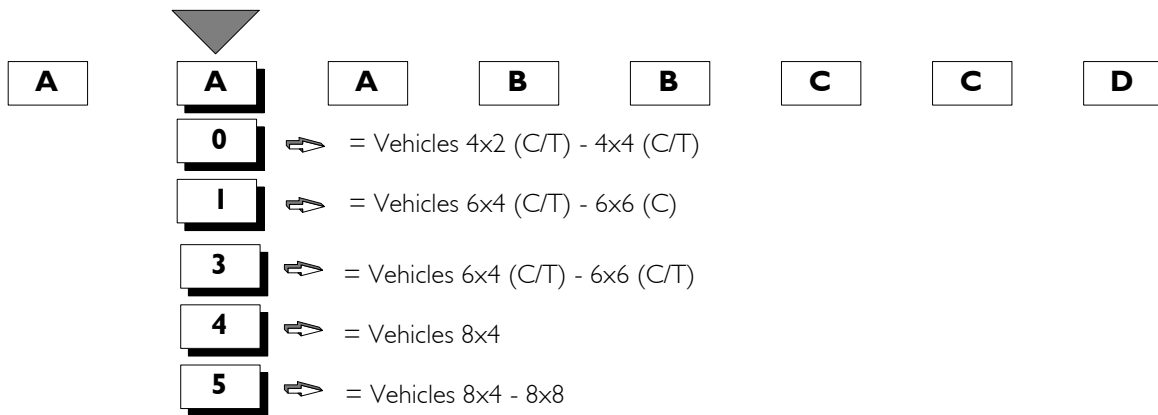 A A A B B C C D
0 = Vehicles 4x2 (C/T) - 4x4 (C/T)
1 = Vehicles 6x4 (C/T) - 6x6 (C)
3 = Vehicles 6x4 (C/T) - 6x6 (C/T)
4 = Vehicles 8x4
5 = Vehicles 8x4 - 8x8